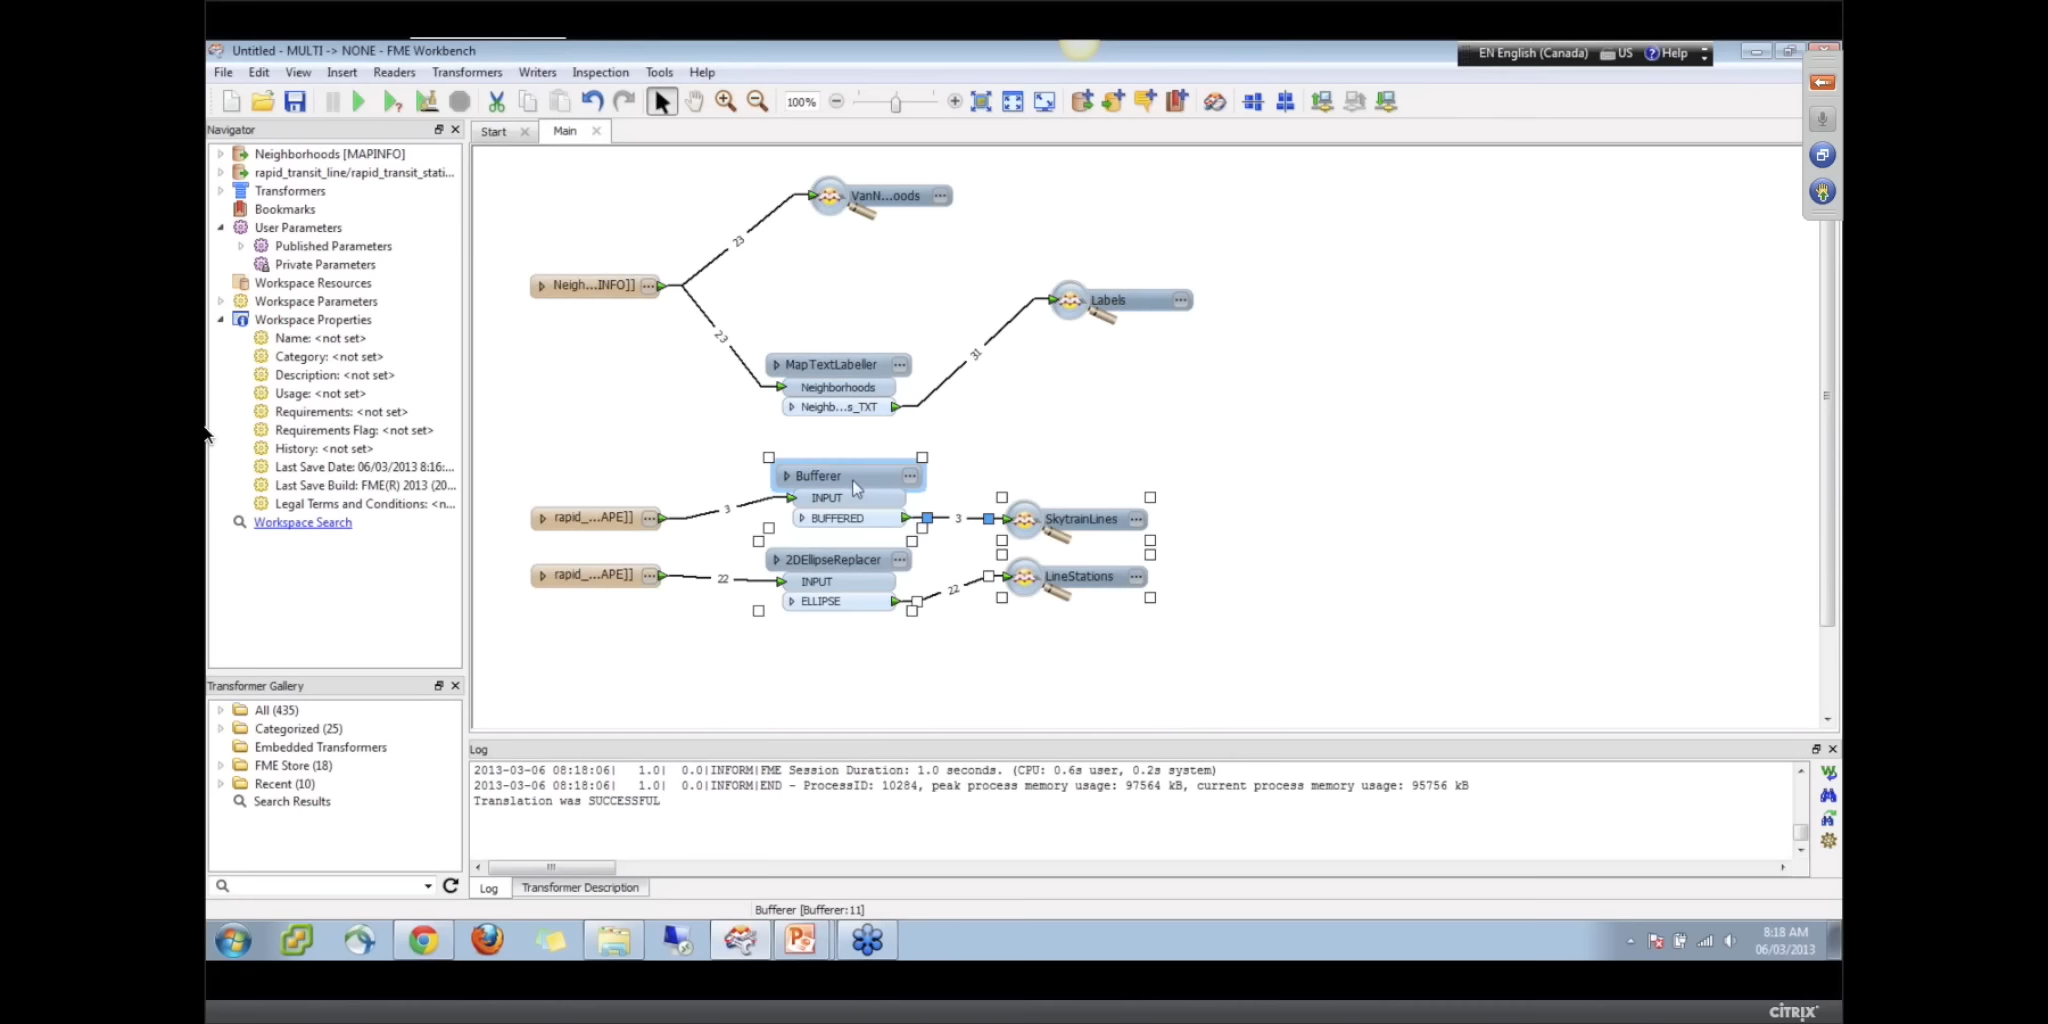 Untitled - MULTI -> NONE - FME Workbench
EN English (Canada) US Help
File Edit View Insert Readers Transformers Writers Inspection Tools Help
100%
Navigator
Start Main
Neighborhoods [MAPINFO]
rapid_transit_line/rapid_transit_stati...
Transformers
Bookmarks
User Parameters
Published Parameters
Private Parameters
Workspace Resources
Workspace Parameters
Workspace Properties
Name: <not set>
Category: <not set>
Description: <not set>
Usage: <not set>
Requirements: <not set>
Requirements Flag: <not set>
History: <not set>
Last Save Date: 06/03/2013 8:16:...
Last Save Build: FME(R) 2013 (20...
Legal Terms and Conditions: <n...
Workspace Search
VanN...oods
23
Neigh...INFO]]
Labels
23
31
MapTextLabeller
Neighborhoods
Neighb...s_TXT
Bufferer
INPUT
3
rapid_...APE]]
BUFFERED
3
SkytrainLines
2DEllipseReplacer
rapid_...APE]]
22
INPUT
22
LineStations
ELLIPSE
Transformer Gallery
All (435)
Categorized (25)
Embedded Transformers
FME Store (18)
Recent (10)
Search Results
Log
2013-03-06 08:18:06| 1.0| 0.0|INFORM|FME Session Duration: 1.0 seconds. (CPU: 0.6s user, 0.2s system)
2013-03-06 08:18:06| 1.0| 0.0|INFORM|END - ProcessID: 10284, peak process memory usage: 97564 kB, current process memory usage: 95756 kB
Translation was SUCCESSFUL
Log Transformer Description
Bufferer [Bufferer:11]
8:18 AM
06/03/2013
CITRIX